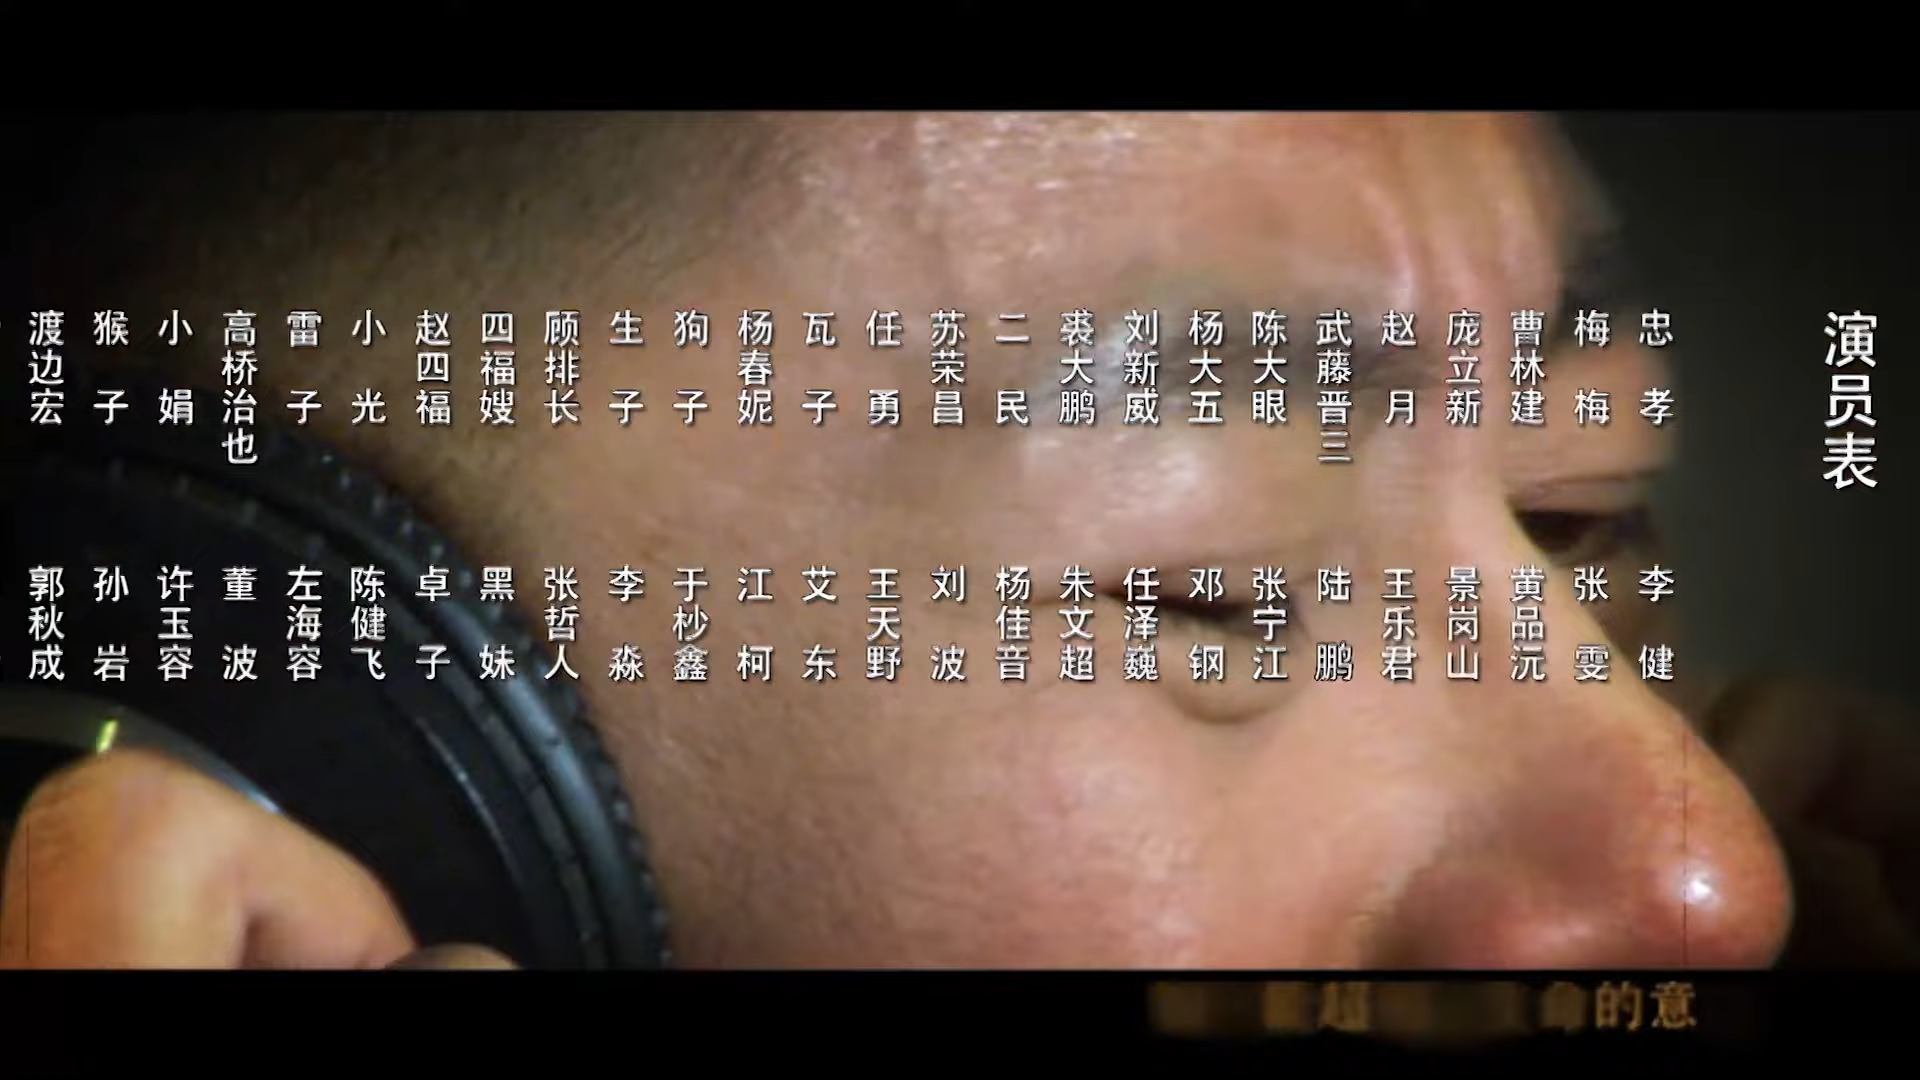 演员表
忠孝 李健
梅梅 张雯
曹林建 黄品沅
庞立新 景岗山
赵月 王乐君
武藤晋三 陆鹏
陈大眼 张宁江
杨大五 邓钢
刘新威 任泽巍
裘大鹏 朱文超
二民 杨佳音
苏荣昌 刘波
任勇 王天野
瓦子 艾东
杨春妮 江柯
狗子 于杪鑫
生子 李淼
顾排长 张哲人
四福嫂 黑妹
赵四福 卓子
小光 陈健飞
雷子 左海容
高桥治也 董波
小娟 许玉容
猴子 孙岩
渡边宏 郭秋成
超 命的意